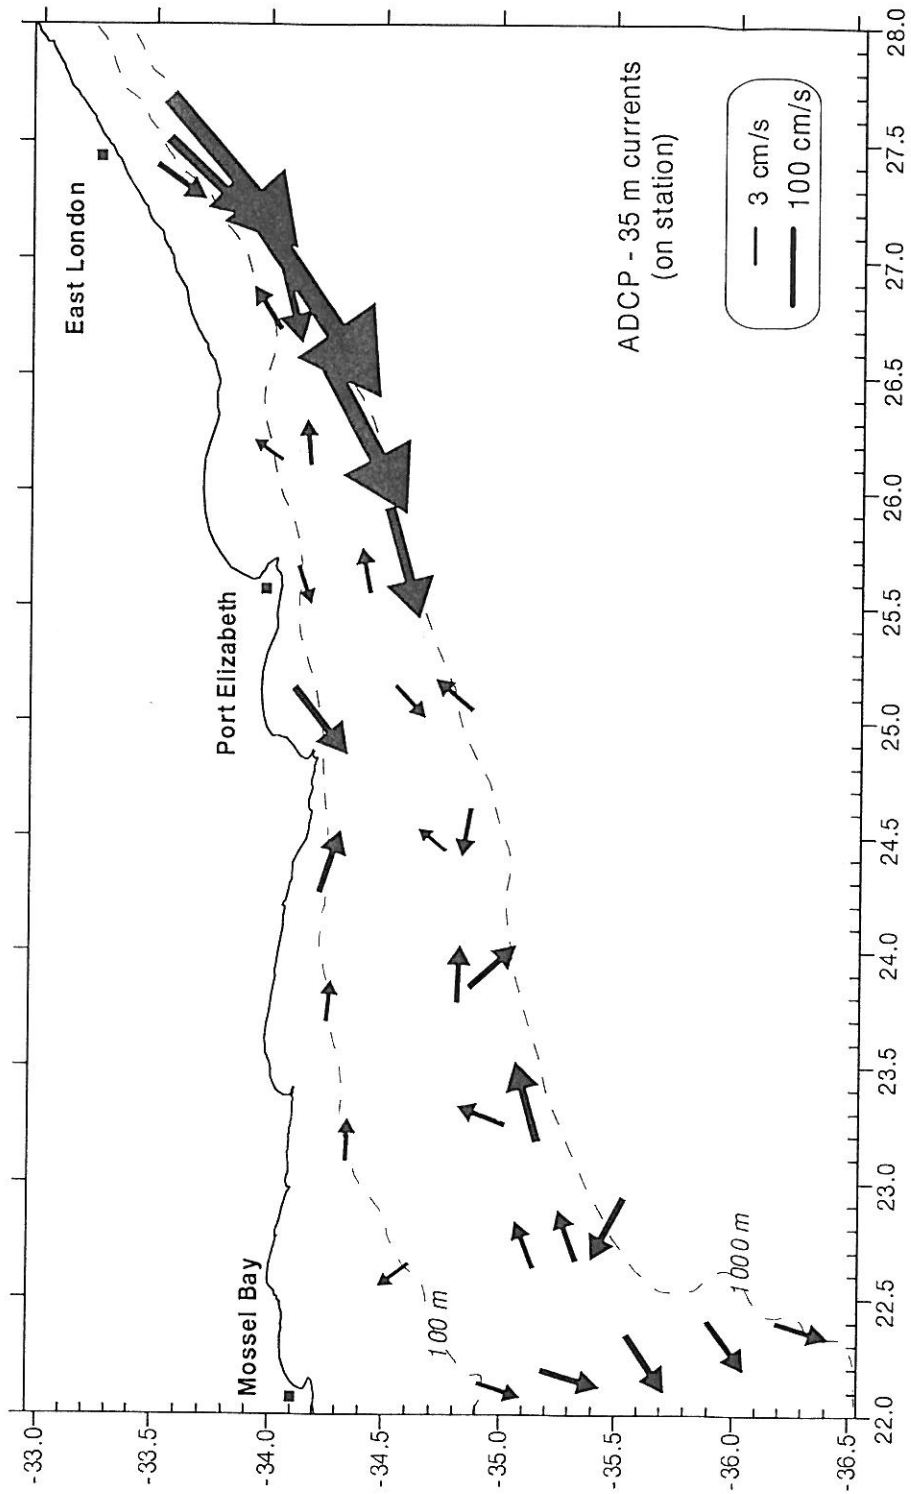 East London
Port Elizabeth
Mossel Bay
ADCP - 35 m currents
(on station)
3 cm/s
100 cm/s
100 m
1000 m
-33.0
-33.5
-34.0
-34.5
-35.0
-35.5
-36.0
-36.5
22.0
22.5
23.0
23.5
24.0
24.5
25.0
25.5
26.0
26.5
27.0
27.5
28.0